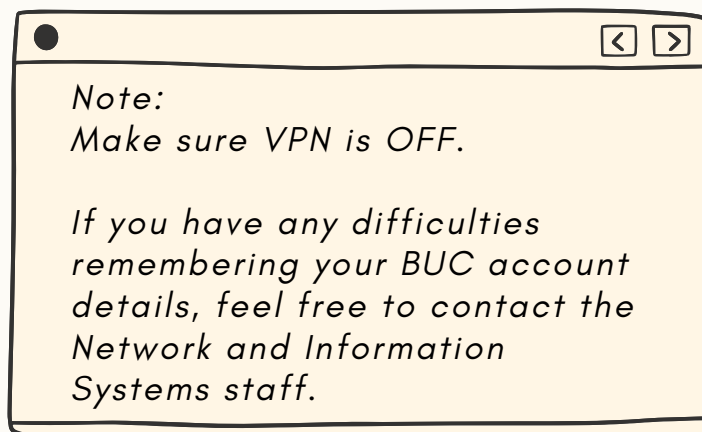 Note:
Make sure VPN is OFF.
If you have any difficulties
remembering your BUC account
details, feel free to contact the
Network and Information
Systems staff.